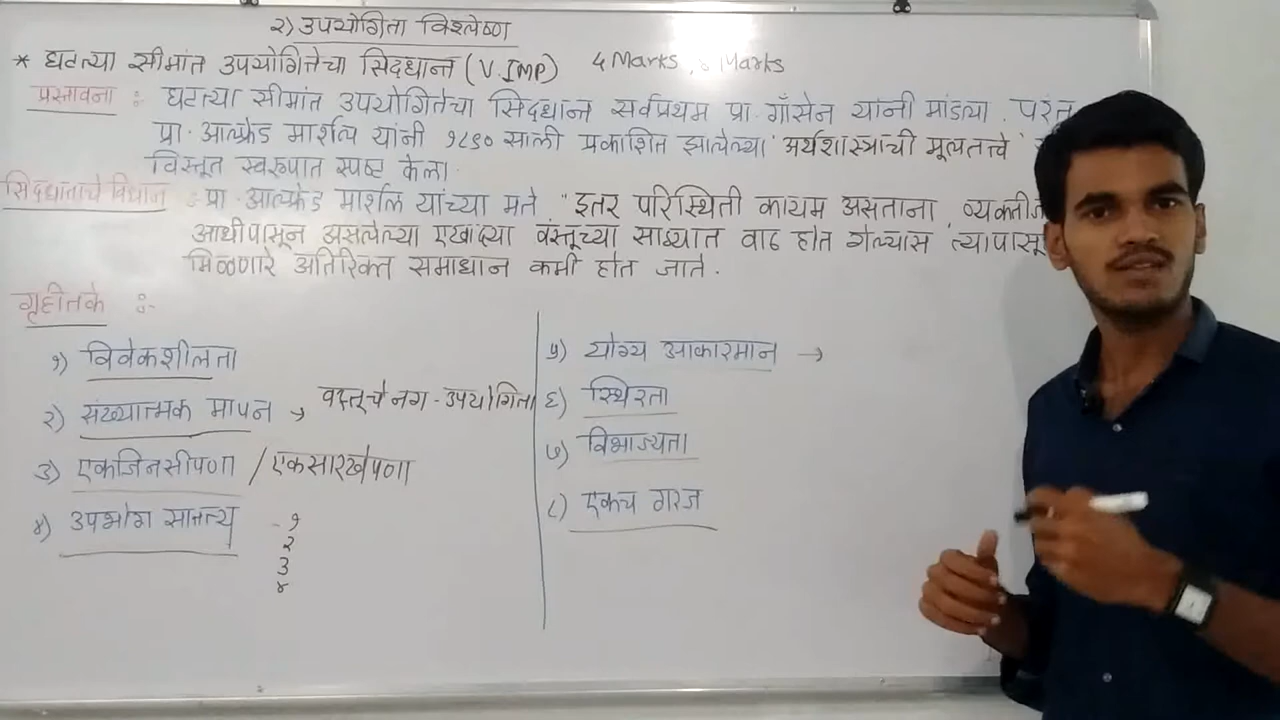 २) उपयोगिता विश्लेषण
* घटत्या सीमांत उपयोगितेचा सिद्धान्त (V.IMP) 4 Marks, 8 Marks
प्रस्तावना :- घटत्या सीमांत उपयोगितेचा सिद्धान्त सर्वप्रथम प्रा. गॉसेन यांनी मांडला. परंतु
प्रा. आल्फ्रेड मार्शल यांनी १८९० साली प्रकाशित झालेल्या 'अर्थशास्त्राची मूलतत्त्वे'
विस्तृत स्वरूपात स्पष्ट केला.
सिद्धांताचे विधान :- प्रा. आल्फ्रेड मार्शल यांच्या मते "इतर परिस्थिती कायम असताना, व्यक्ती
आधीपासून असलेल्या एखाद्या वस्तूच्या साठ्यात वाढ होत गेल्यास त्यापासू
मिळणारे अतिरिक्त समाधान कमी होत जाते.
गृहीतके :-
१) विवेकशीलता
२) संख्यात्मक मापन → वस्तूचे नग - उपयोगिता
३) एकजिनसीपणा / एकसारखेपणा
४) उपभोग सातत्य - १
२
३
४
५) योग्य आकारमान →
६) स्थिरता
७) विभाज्यता
८) एकच गरज